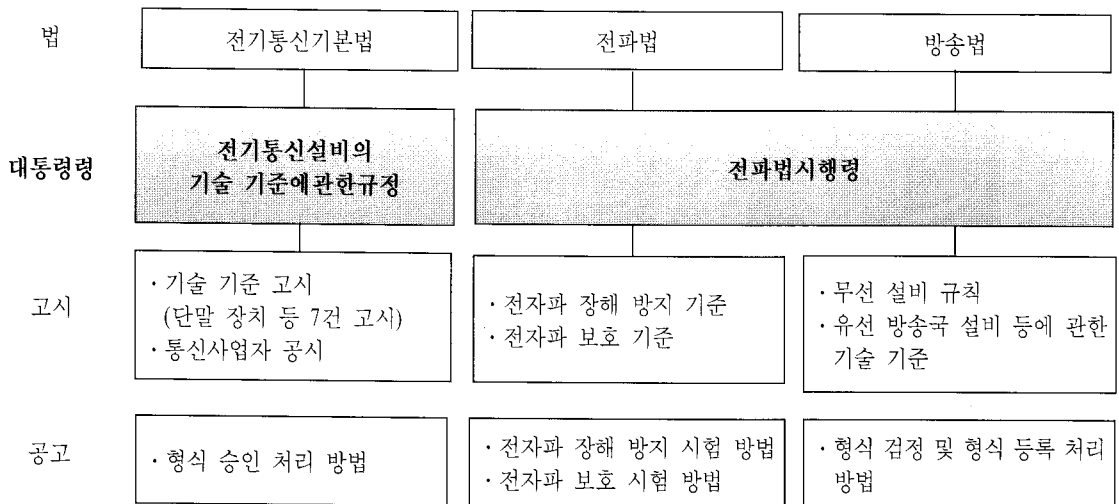 법
전기통신기본법
전파법
방송법
대통령령
전기통신설비의
기술 기준에관한규정
전파법시행령
고시
· 기술 기준 고시
(단말 장치 등 7건 고시)
· 통신사업자 공시
· 전자파 장해 방지 기준
· 전자파 보호 기준
· 무선 설비 규칙
· 유선 방송국 설비 등에 관한
기술 기준
공고
· 형식 승인 처리 방법
· 전자파 장해 방지 시험 방법
· 전자파 보호 시험 방법
· 형식 검정 및 형식 등록 처리
방법